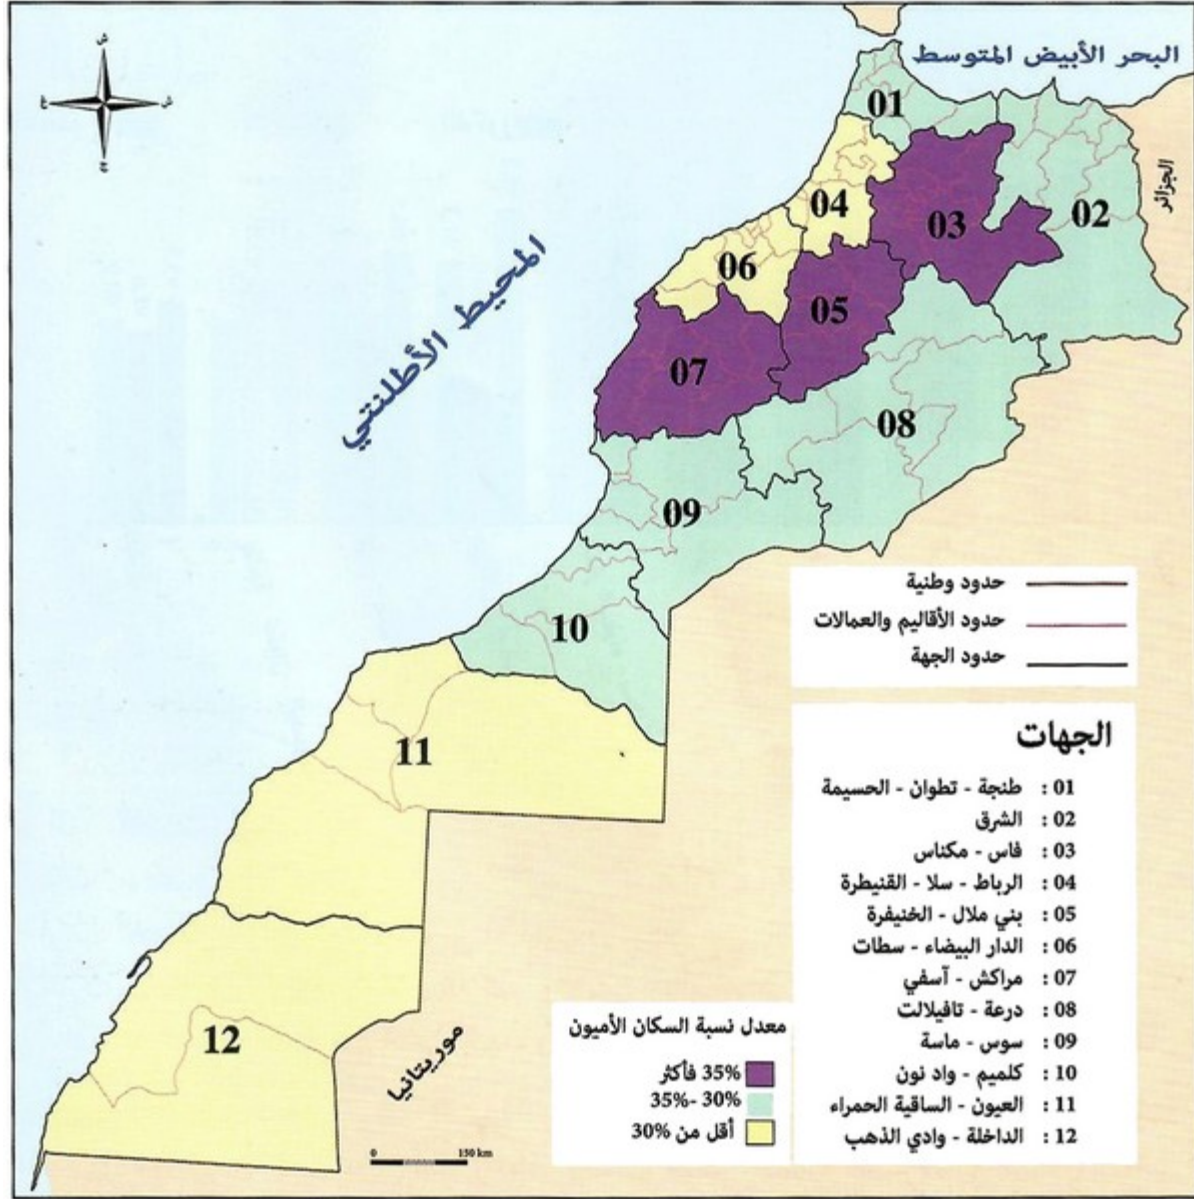 ش
غ
ش
ج
البحر الأبيض المتوسط
الجزائر
المحيط الأطلنتي
01
02
03
04
05
06
07
08
09
10
11
12
موريتانيا
حدود وطنية
حدود الأقاليم والعمالات
حدود الجهة
الجهات
01 : طنجة - تطوان - الحسيمة
02 : الشرق
03 : فاس - مكناس
04 : الرباط - سلا - القنيطرة
05 : بني ملال - الخنيفرة
06 : الدار البيضاء - سطات
07 : مراكش - آسفي
08 : درعة - تافيلالت
09 : سوس - ماسة
10 : كلميم - واد نون
11 : العيون - الساقية الحمراء
12 : الداخلة - وادي الذهب
معدل نسبة السكان الأميون
35% فأكثر
30% -35%
أقل من 30%
0 150 km